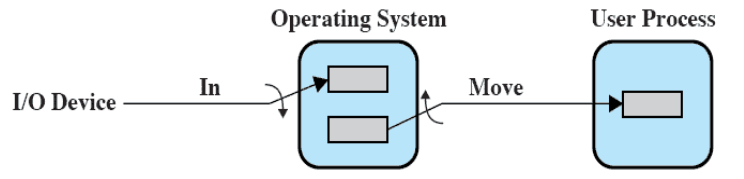 Operating System
User Process
I/O Device
In
Move